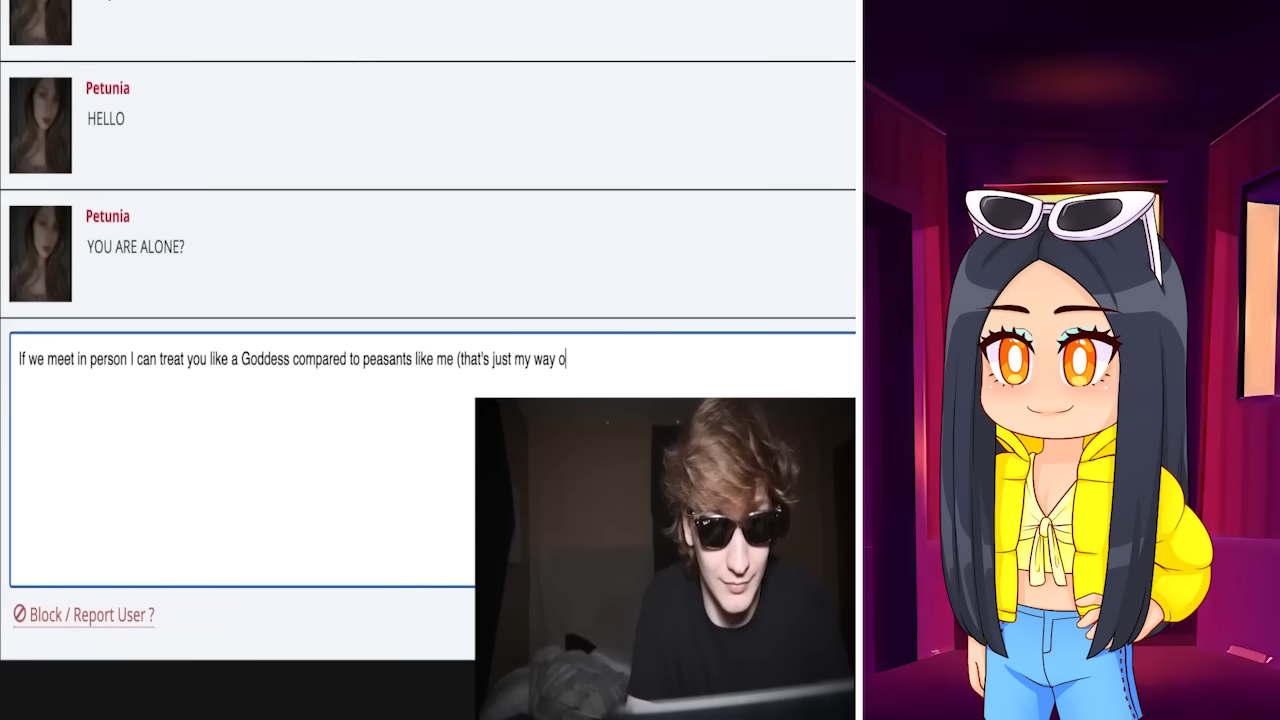 Petunia
HELLO
Petunia
YOU ARE ALONE?
If we meet in person I can treat you like a Goddess compared to peasants like me (that's just my way o
Block / Report User ?